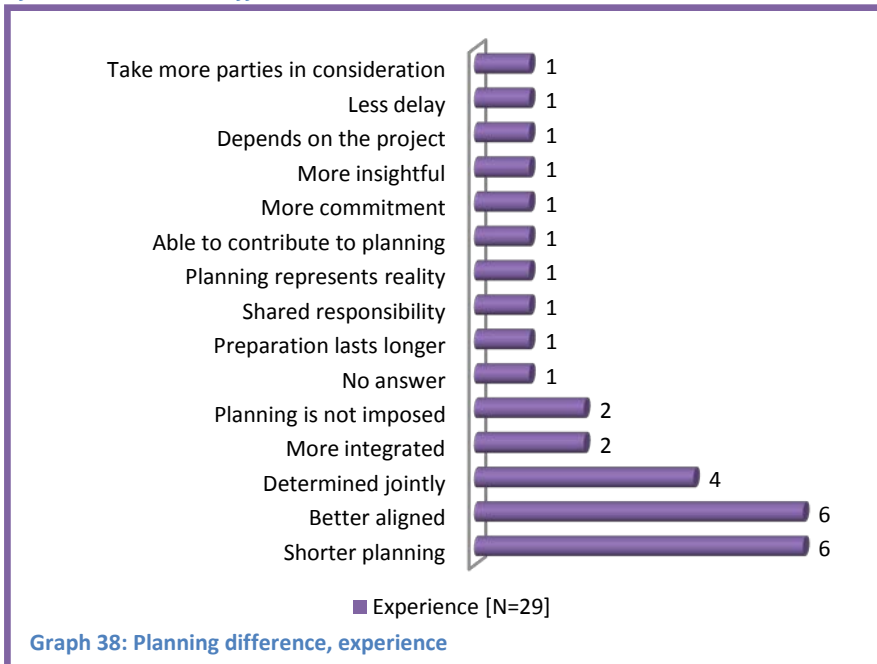 Take more parties in consideration 1
Less delay 1
Depends on the project 1
More insightful 1
More commitment 1
Able to contribute to planning 1
Planning represents reality 1
Shared responsibility 1
Preparation lasts longer 1
No answer 1
Planning is not imposed 2
More integrated 2
Determined jointly 4
Better aligned 6
Shorter planning 6
Experience [N=29]
Graph 38: Planning difference, experience